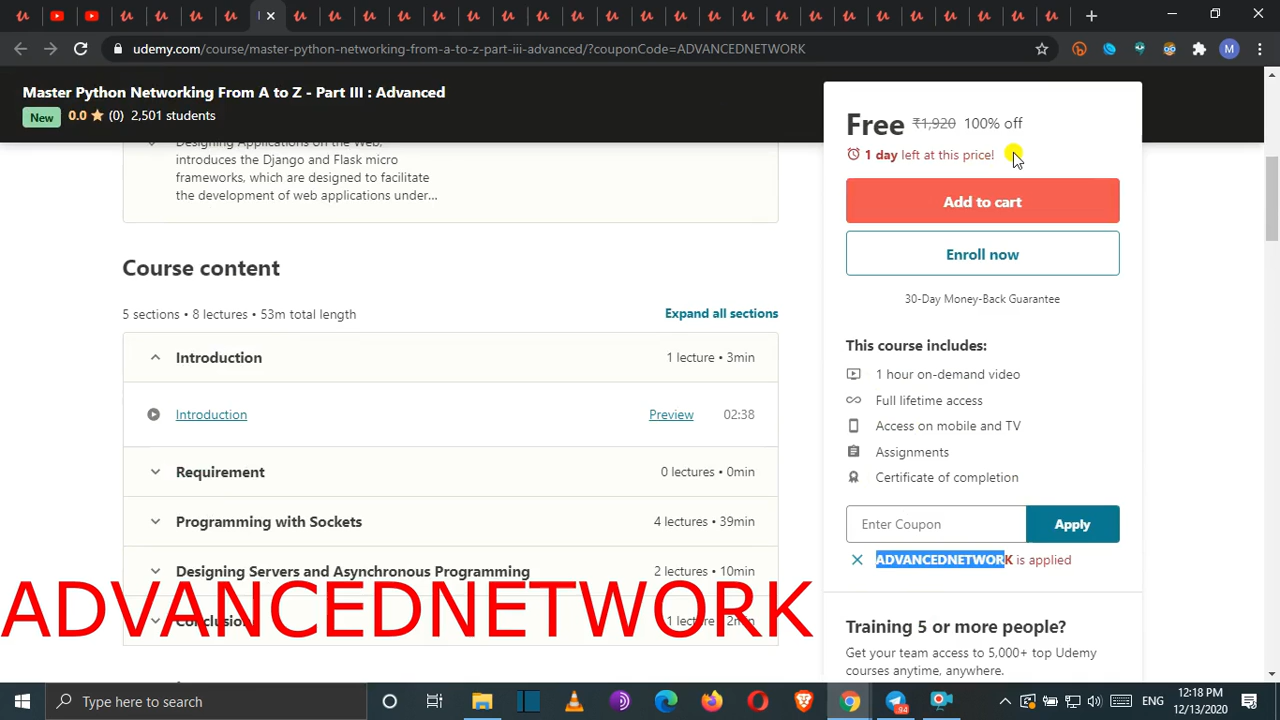 udemy.com/course/master-python-networking-from-a-to-z-part-iii-advanced/?couponCode=ADVANCEDNETWORK
M
Master Python Networking From A to Z - Part III : Advanced
New 0.0 (0) 2,501 students
Designing Applications on the Web,
introduces the Django and Flask micro
frameworks, which are designed to facilitate
the development of web applications under...
Course content
5 sections • 8 lectures • 53m total length
Expand all sections
Introduction 1 lecture • 3min
Introduction Preview 02:38
Requirement 0 lectures • 0min
Programming with Sockets 4 lectures • 39min
Designing Servers and Asynchronous Programming 2 lectures • 10min
Conclusion 1 lecture • 2min
ADVANCEDNETWORK
Free ₹1,920 100% off
1 day left at this price!
Add to cart
Enroll now
30-Day Money-Back Guarantee
This course includes:
1 hour on-demand video
Full lifetime access
Access on mobile and TV
Assignments
Certificate of completion
Enter Coupon Apply
ADVANCEDNETWORK is applied
Training 5 or more people?
Get your team access to 5,000+ top Udemy
courses anytime, anywhere.
Type here to search
94
ENG
12:18 PM
12/13/2020